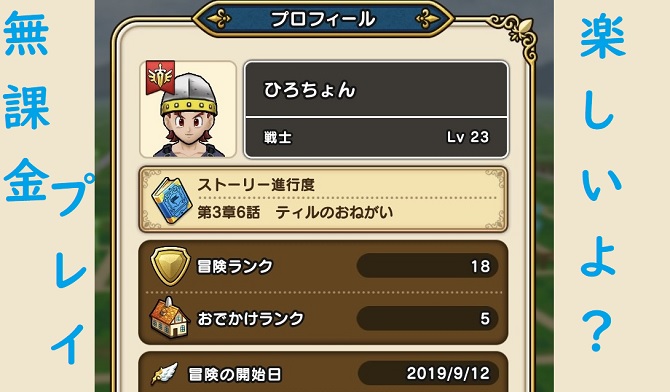 無課金
プレイ
プロフィール
ひろちょん
戦士 Lv 23
ストーリー進行度
第3章6話 ティルのおねがい
冒険ランク 18
おでかけランク 5
冒険の開始日 2019/9/12
楽しいよ?